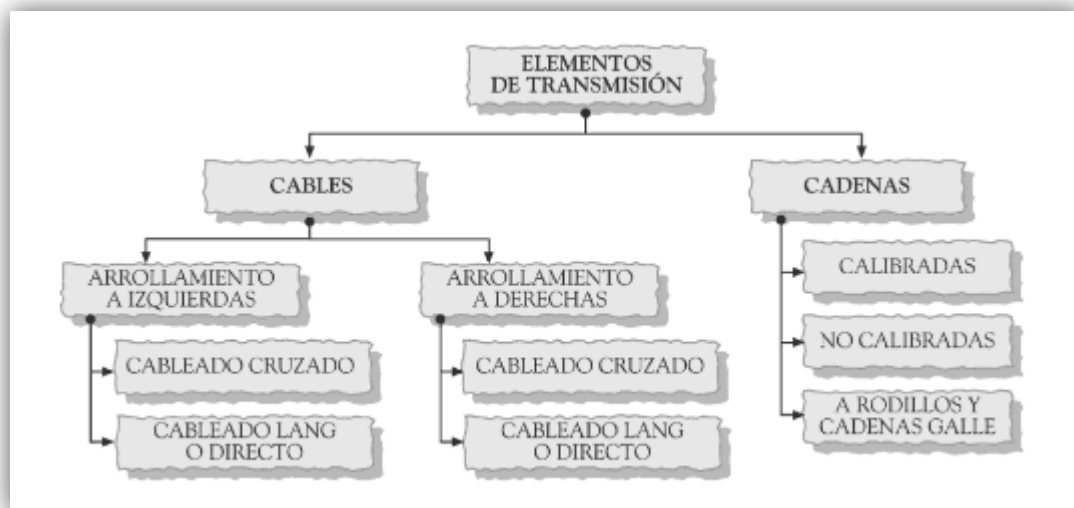 ELEMENTOS
DE TRANSMISIÓN
CABLES
CADENAS
ARROLLAMIENTO
A IZQUIERDAS
CABLEADO CRUZADO
CABLEADO LANG
O DIRECTO
ARROLLAMIENTO
A DERECHAS
CABLEADO CRUZADO
CABLEADO LANG
O DIRECTO
CALIBRADAS
NO CALIBRADAS
A RODILLOS Y
CADENAS GALLE